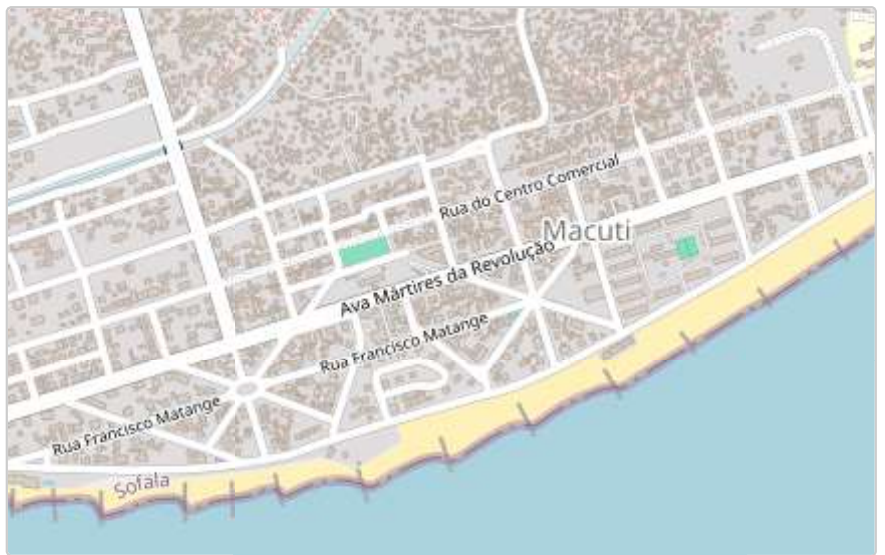 Rua do Centro Comercial
Macuti
Ava Mártires da Revolução
Rua Francisco Matange
Rua Francisco Matange
Sofala